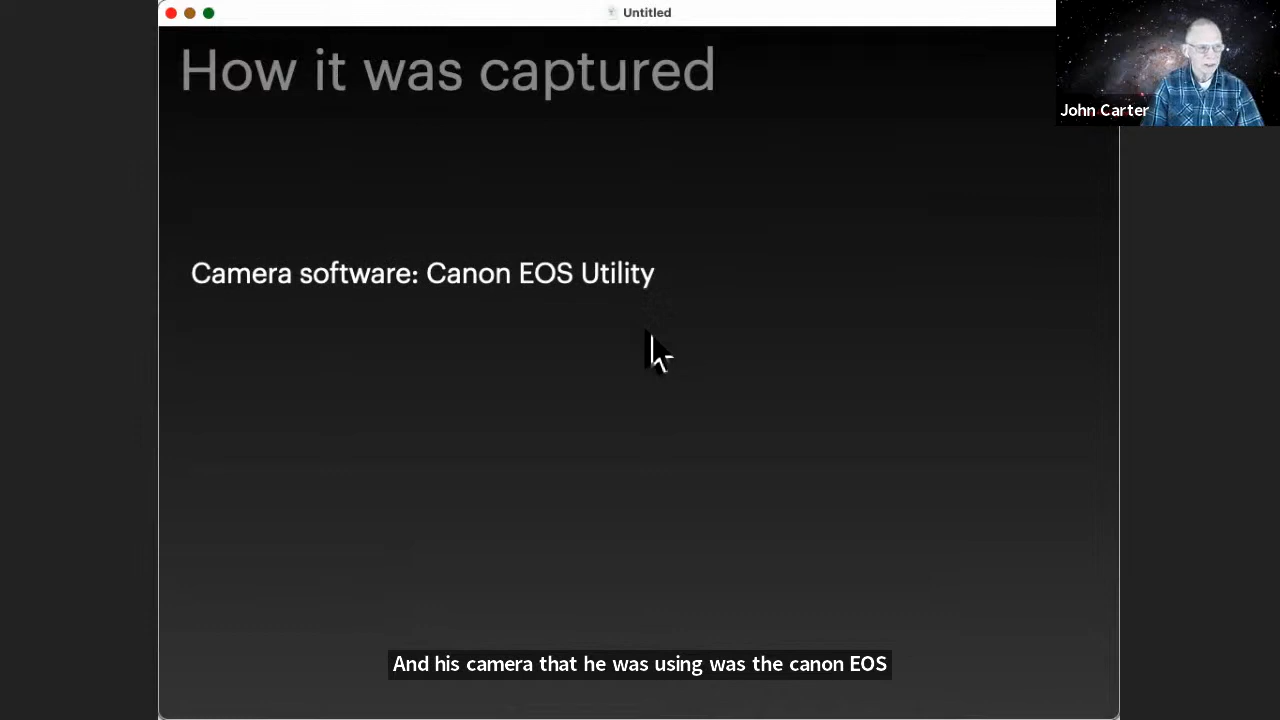 Untitled
How it was captured
John Carter
Camera software: Canon EOS Utility
And his camera that he was using was the canon EOS